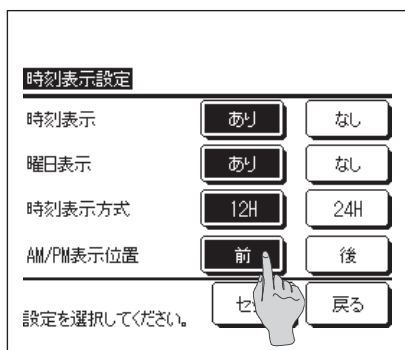 時刻表示設定
時刻表示 あり なし
曜日表示 あり なし
時刻表示方式 12H 24H
AM/PM表示位置 前 後
設定を選択してください。 戻る